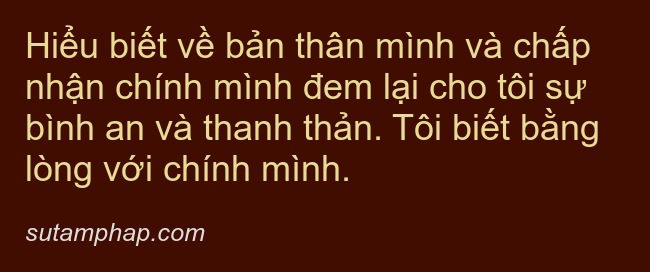 Hiểu biết về bản thân mình và chấp
nhận chính mình đem lại cho tôi sự
bình an và thanh thản. Tôi biết bằng
lòng với chính mình.
sutamphap.com